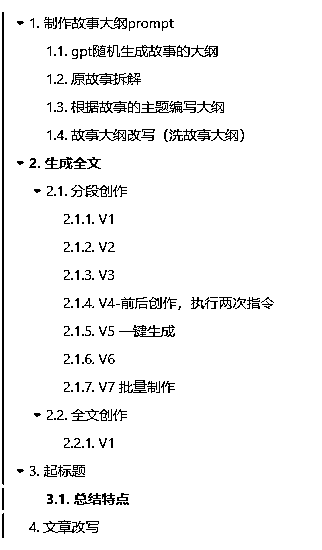 1. 制作故事大纲prompt
1.1. gpt随机生成故事的大纲
1.2. 原故事拆解
1.3. 根据故事的主题编写大纲
1.4. 故事大纲改写（洗故事大纲）
2. 生成全文
2.1. 分段创作
2.1.1. V1
2.1.2. V2
2.1.3. V3
2.1.4. V4-前后创作，执行两次指令
2.1.5. V5 一键生成
2.1.6. V6
2.1.7. V7 批量制作
2.2. 全文创作
2.2.1. V1
3. 起标题
3.1. 总结特点
4. 文章改写